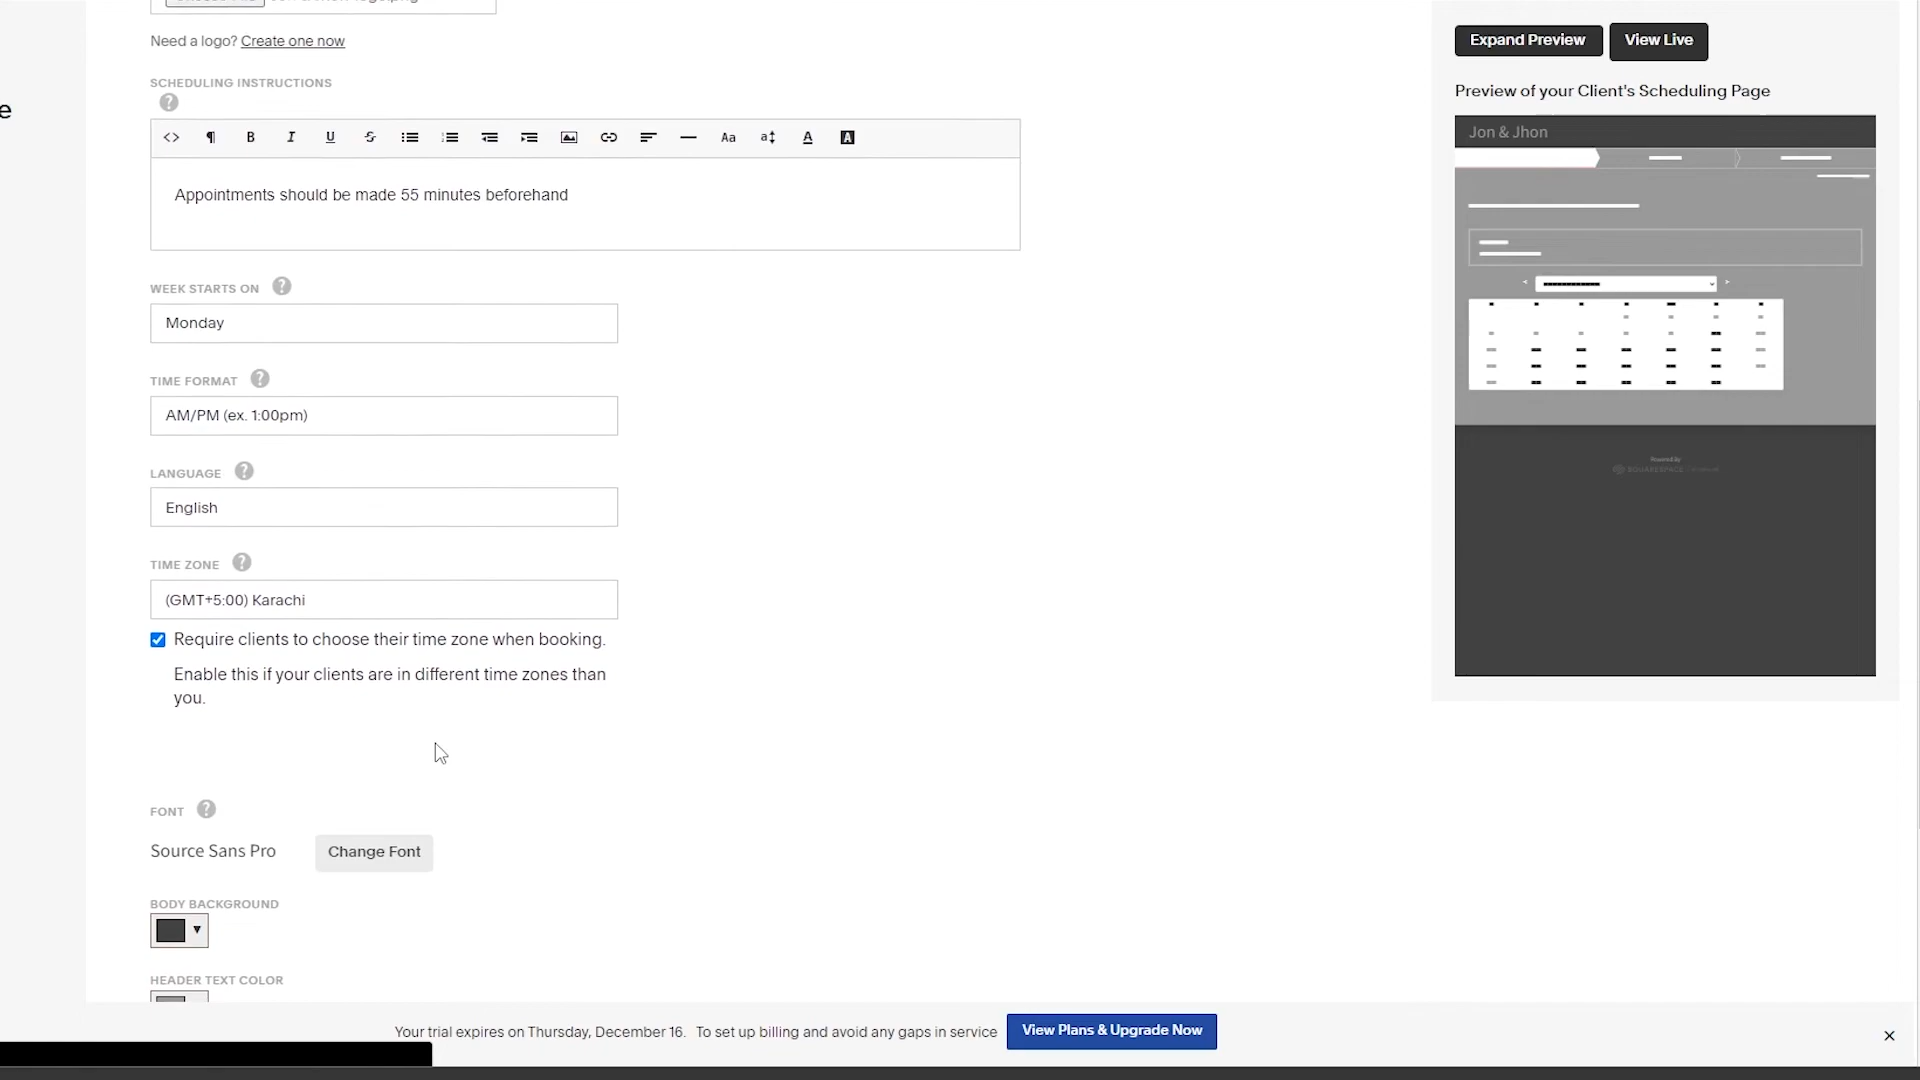 e
Need a logo? Create one now
SCHEDULING INSTRUCTIONS
<> ¶ B I U S Aa a A A
Appointments should be made 55 minutes beforehand
WEEK STARTS ON ?
Monday
TIME FORMAT ?
AM/PM (ex. 1:00pm)
LANGUAGE ?
English
TIME ZONE ?
(GMT+5:00) Karachi
Require clients to choose their time zone when booking.
Enable this if your clients are in different time zones than
you.
FONT ?
Source Sans Pro Change Font
BODY BACKGROUND
HEADER TEXT COLOR
Your trial expires on Thursday, December 16. To set up billing and avoid any gaps in service View Plans & Upgrade Now
Expand Preview View Live
Preview of your Client's Scheduling Page
Jon & Jhon
Powered by
SQUARESPACE